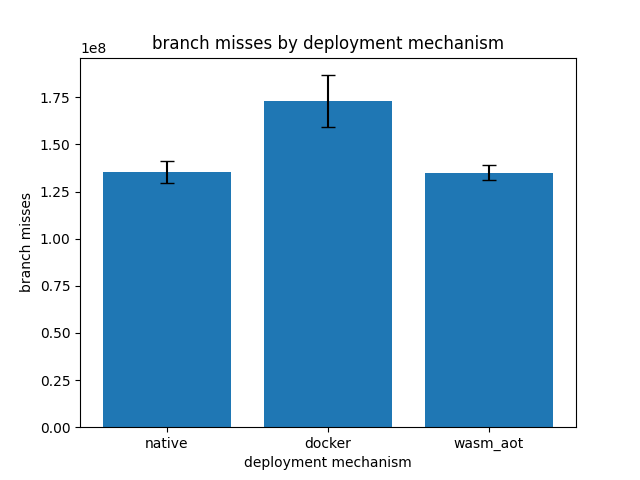 branch misses by deployment mechanism
1e8
1.75
1.50
1.25
1.00
0.75
0.50
0.25
0.00
branch misses
native docker wasm_aot
deployment mechanism